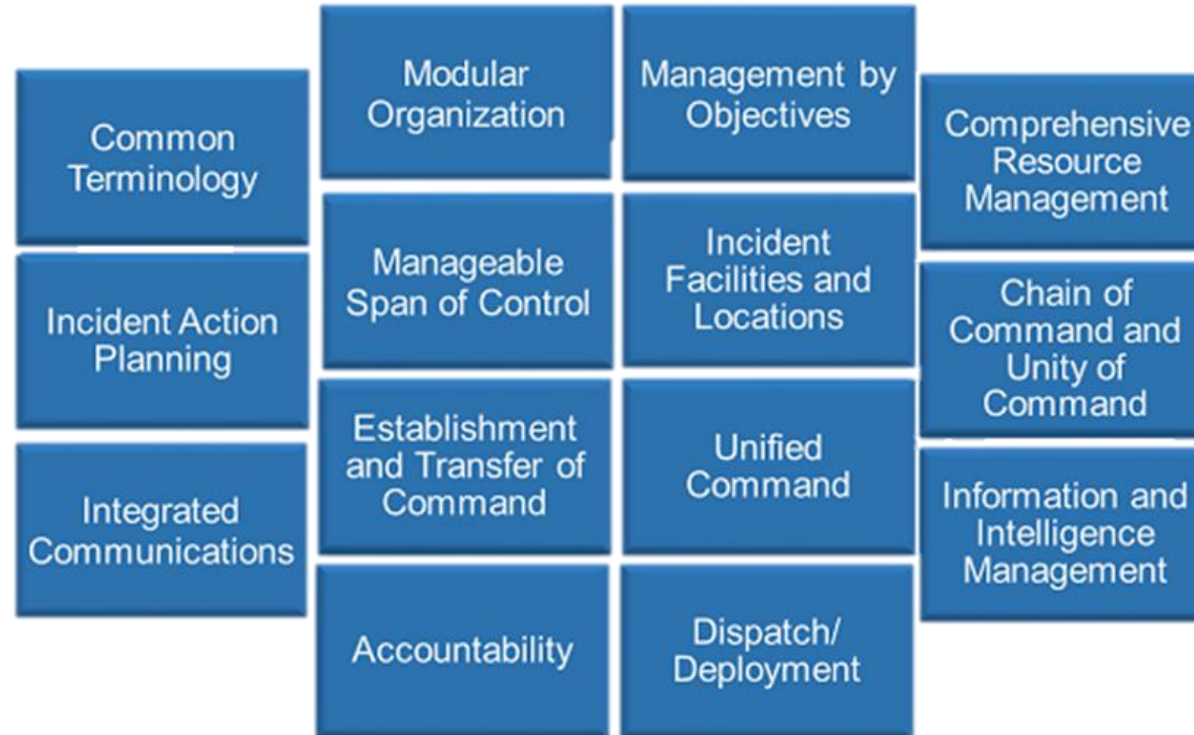 Common
Terminology
Incident Action
Planning
Integrated
Communications
Modular
Organization
Manageable
Span of Control
Establishment
and Transfer of
Command
Accountability
Management by
Objectives
Incident
Facilities and
Locations
Unified
Command
Dispatch/
Deployment
Comprehensive
Resource
Management
Chain of
Command and
Unity of
Command
Information and
Intelligence
Management